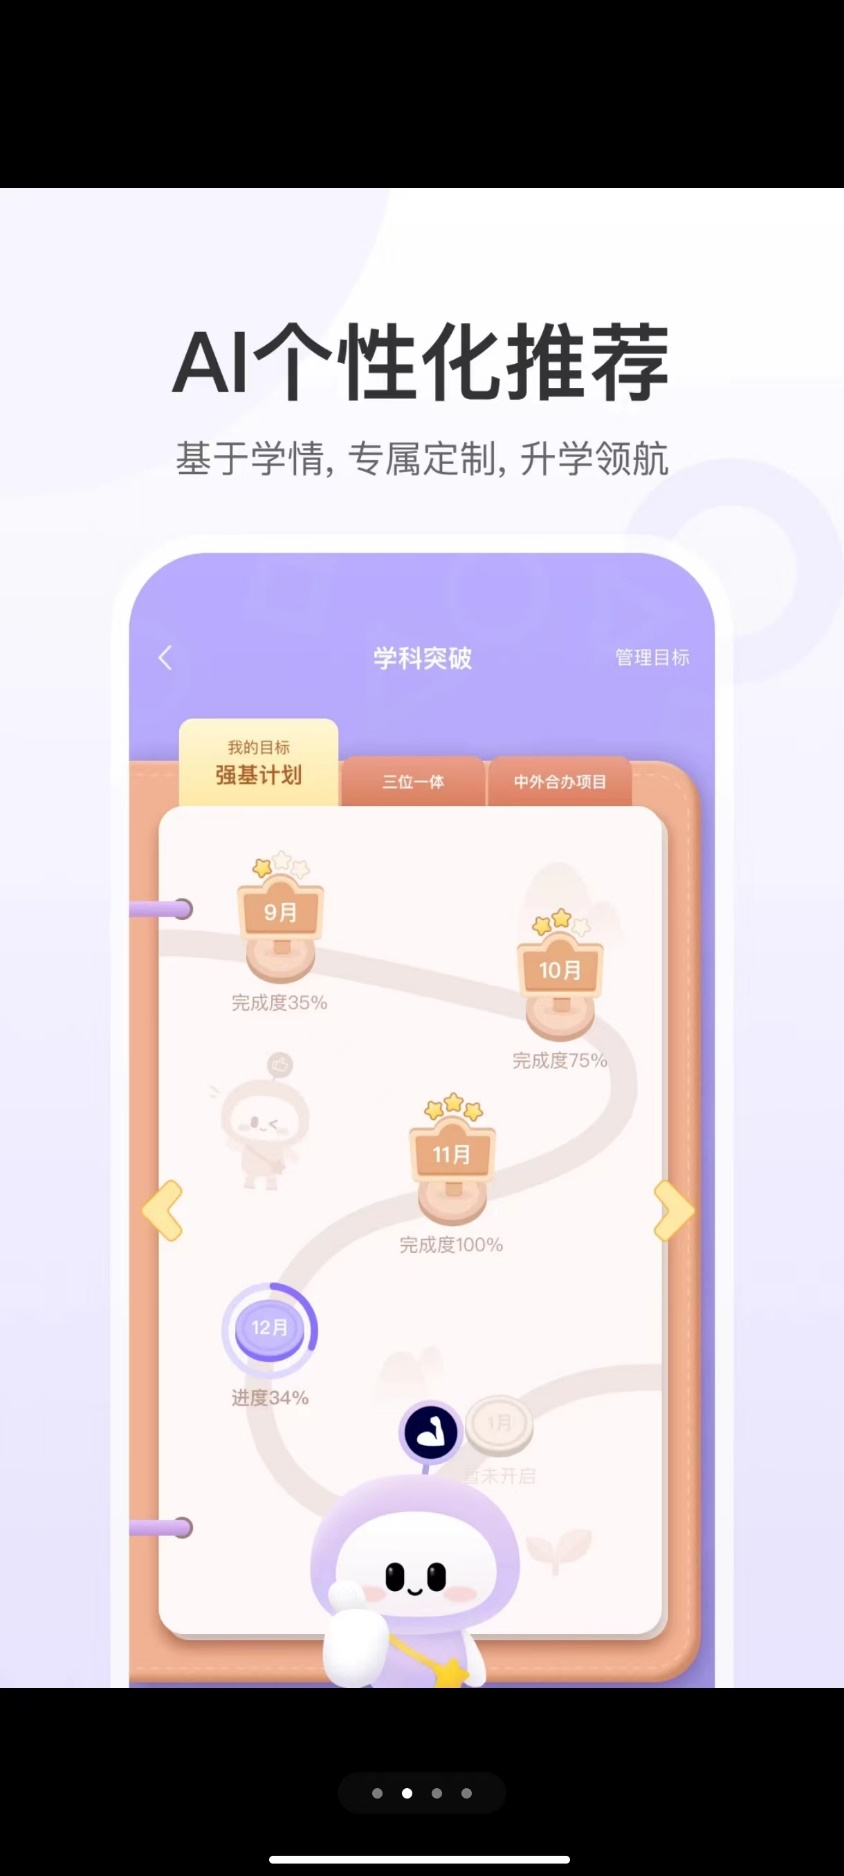 AI个性化推荐
基于学情, 专属定制, 升学领航
学科突破
管理目标
我的目标
强基计划
三位一体
中外合办项目
9月
完成度35%
10月
完成度75%
11月
完成度100%
12月
进度34%
1月
暂未开启